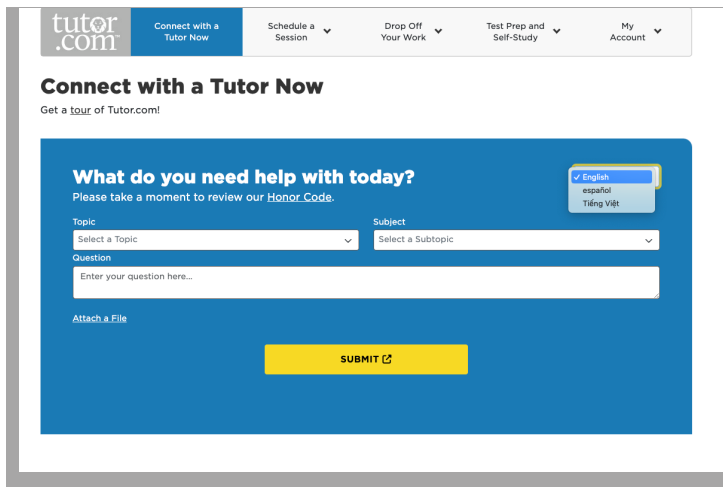 tutor
.com
Connect with a
Tutor Now
Schedule a
Session
Drop Off
Your Work
Test Prep and
Self-Study
My
Account
Connect with a Tutor Now
Get a tour of Tutor.com!
What do you need help with today?
✓ English
español
Tiếng Việt
Please take a moment to review our Honor Code.
Topic
Subject
Select a Topic
Select a Subtopic
Question
Enter your question here...
Attach a File
SUBMIT